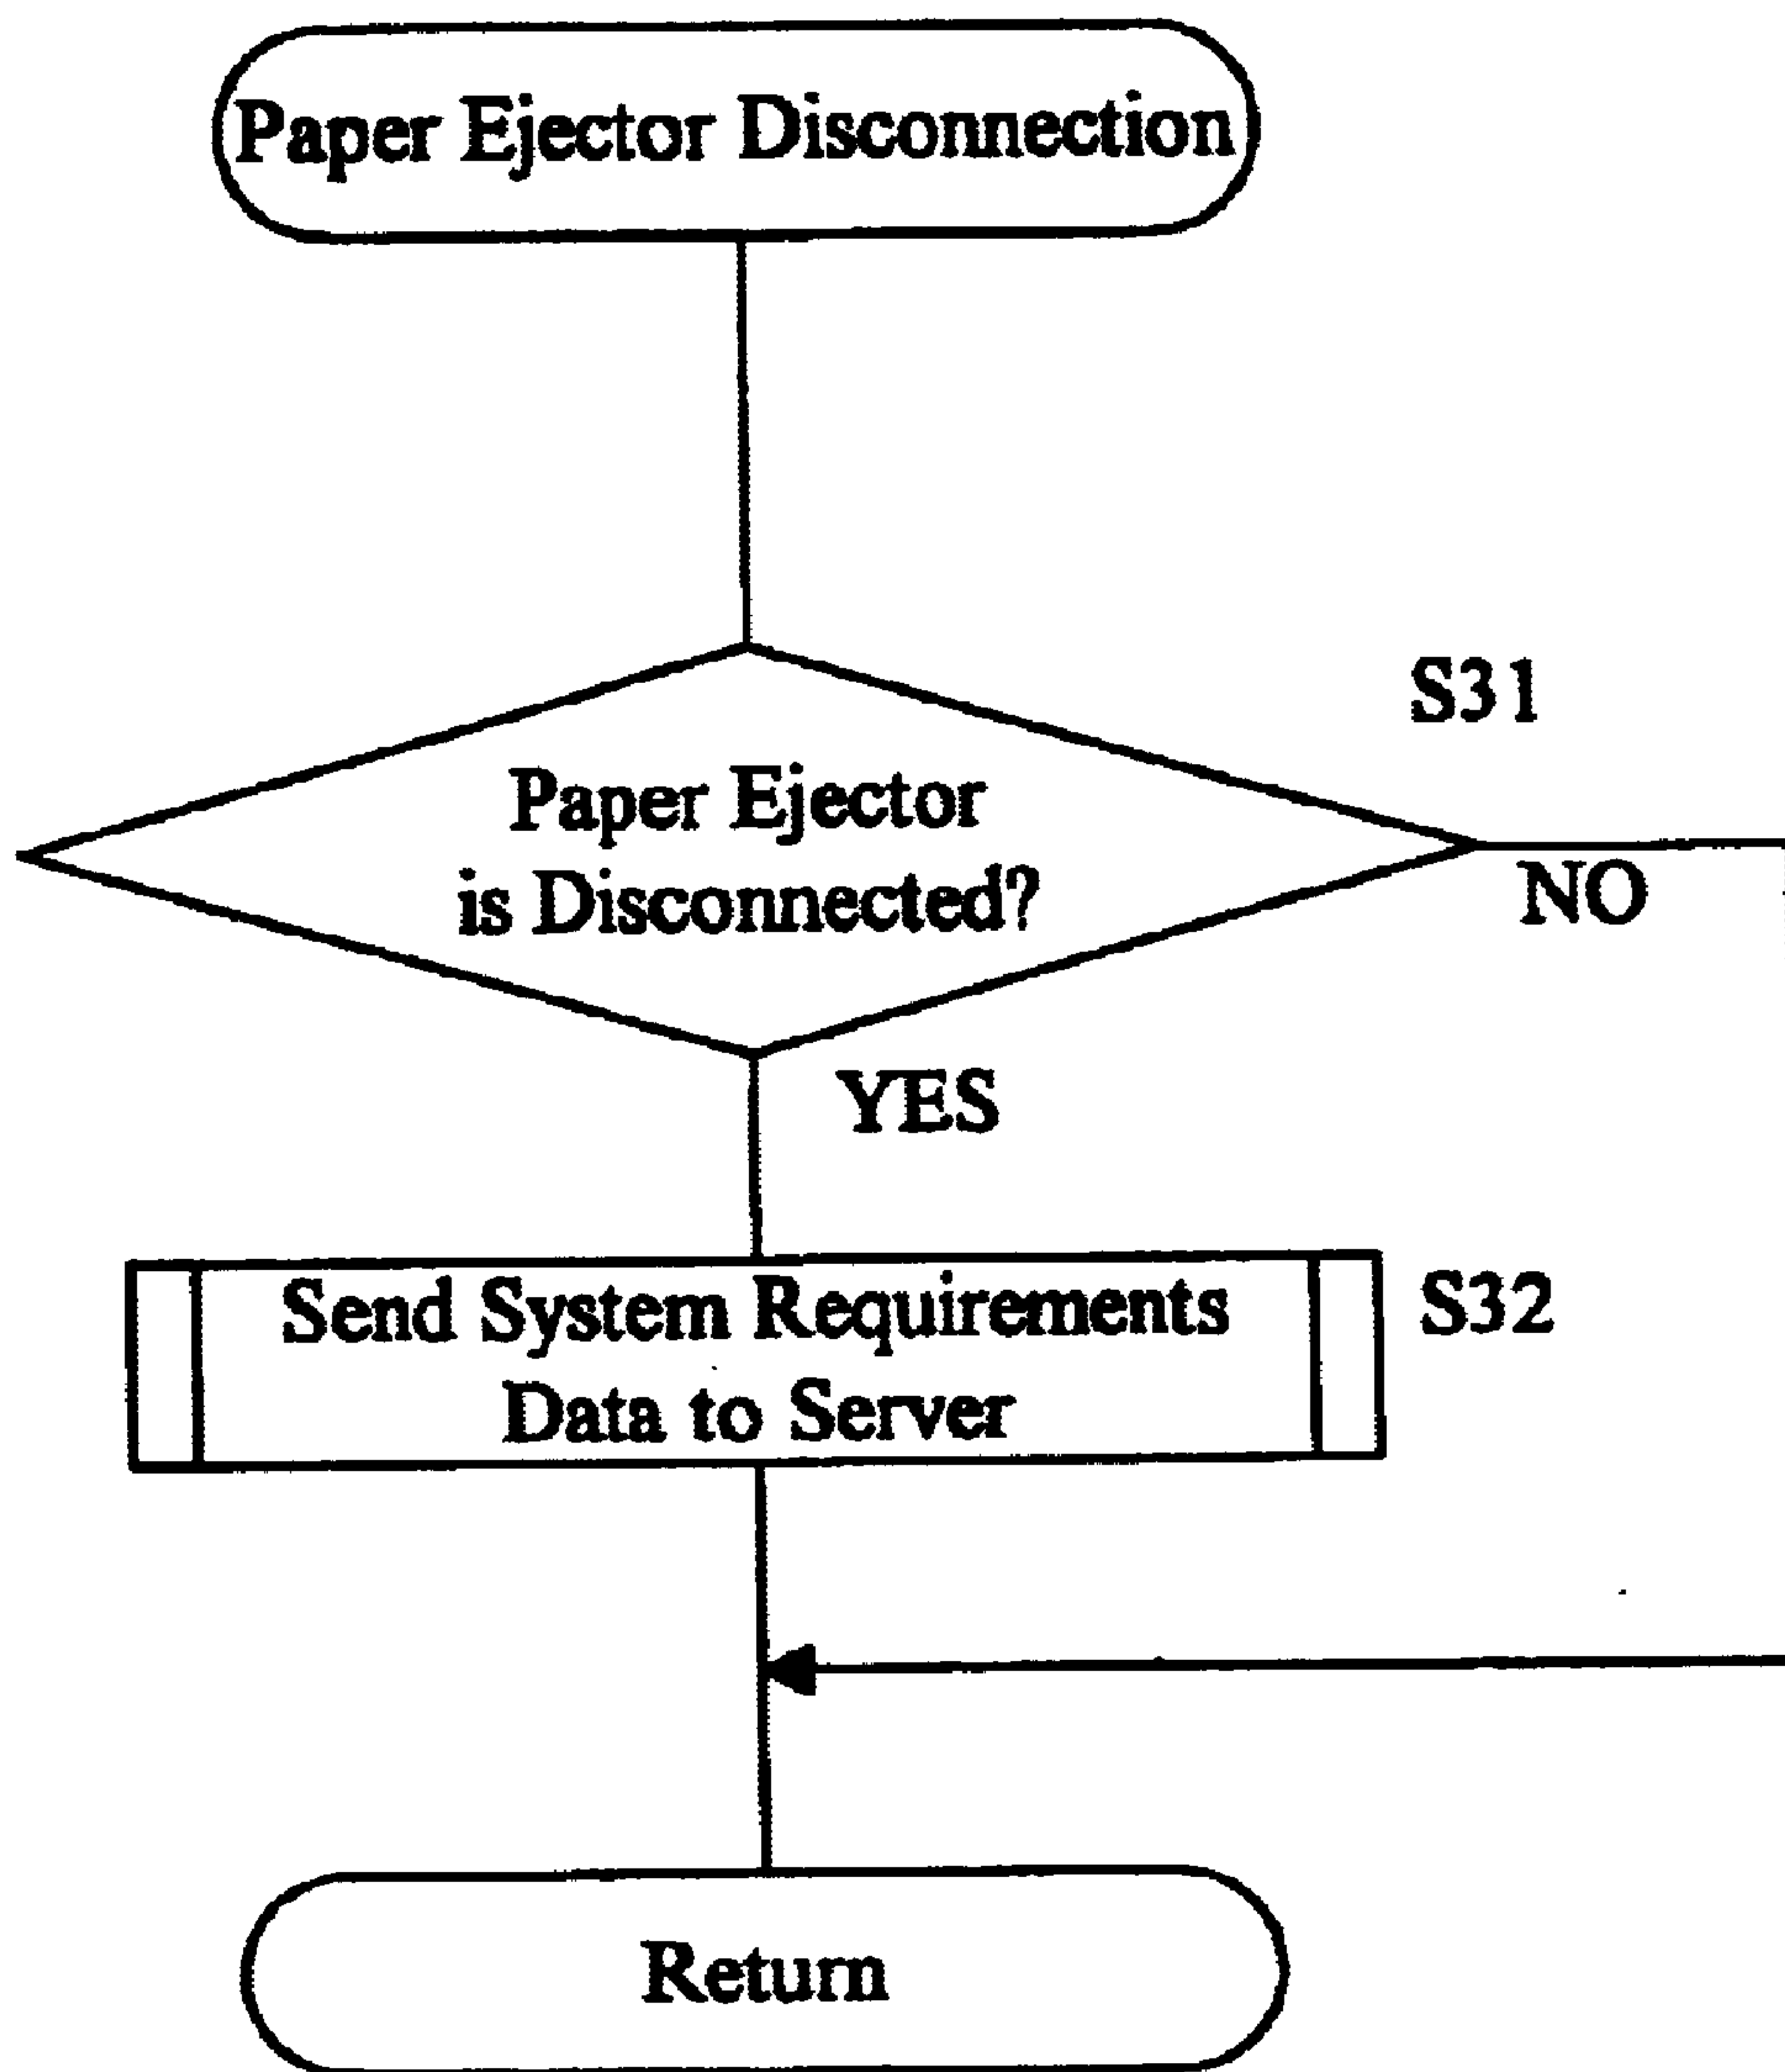 Paper Ejector Disconnection
S31
Paper Ejector
is Disconnected?
NO
YES
Send System Requirements
Data to Server
S32
Return